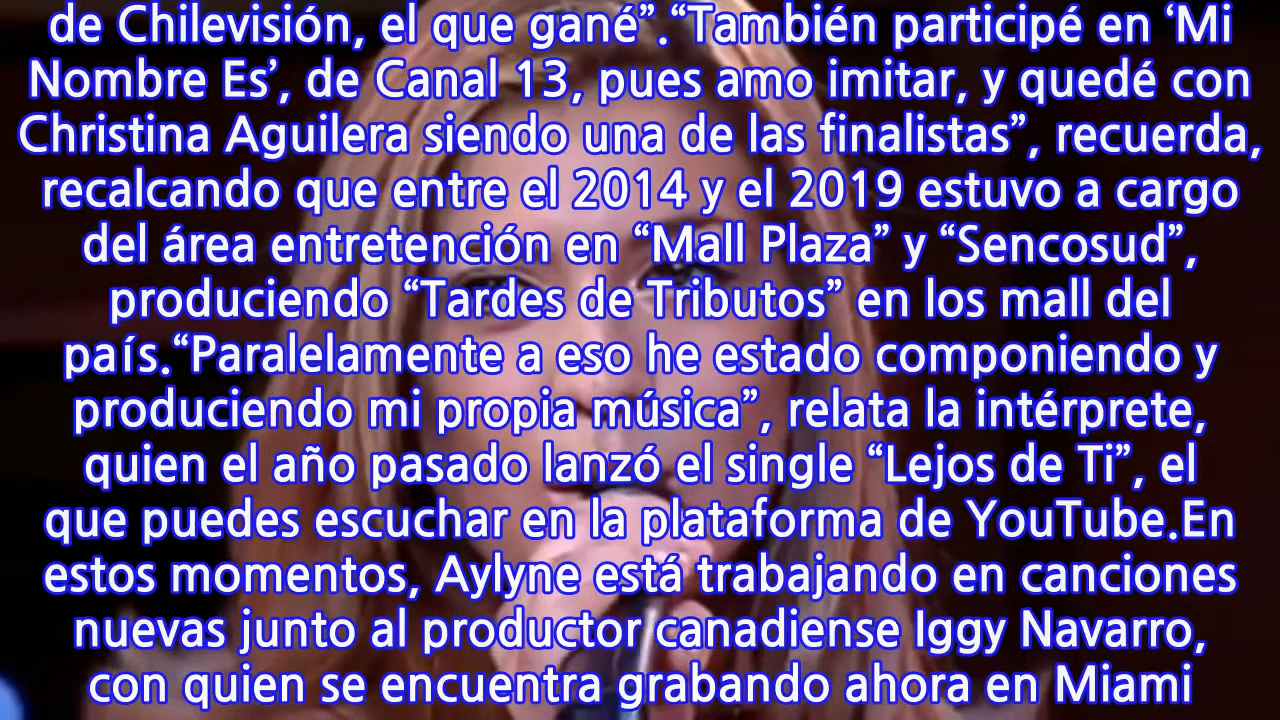 de Chilevisión, el que gané”.“También participé en ‘Mi
Nombre Es’, de Canal 13, pues amo imitar, y quedé con
Christina Aguilera siendo una de las finalistas”, recuerda,
recalcando que entre el 2014 y el 2019 estuvo a cargo
del área entretención en “Mall Plaza” y “Sencosud”,
produciendo “Tardes de Tributos” en los mall del
país.“Paralelamente a eso he estado componiendo y
produciendo mi propia música”, relata la intérprete,
quien el año pasado lanzó el single “Lejos de Ti”, el
que puedes escuchar en la plataforma de YouTube.En
estos momentos, Aylyne está trabajando en canciones
nuevas junto al productor canadiense Iggy Navarro,
con quien se encuentra grabando ahora en Miami